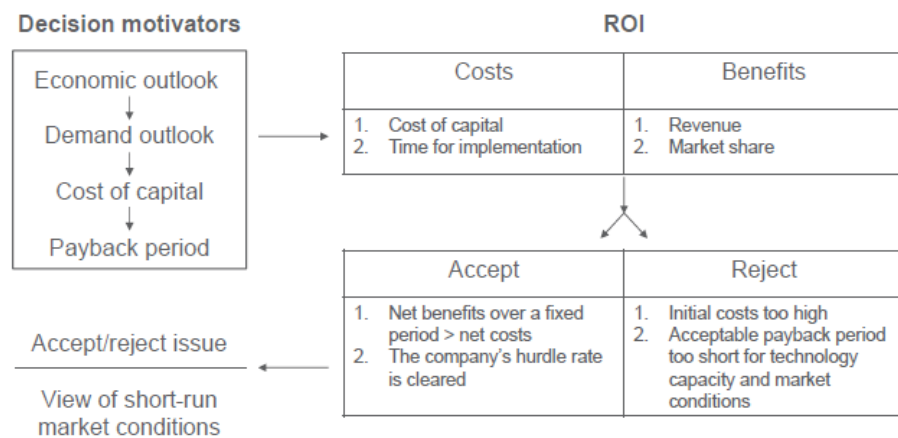 Decision motivators
Economic outlook
Demand outlook
Cost of capital
Payback period
ROI
Costs
Benefits
1. Cost of capital
2. Time for implementation
1. Revenue
2. Market share
Accept
Reject
1. Net benefits over a fixed
period > net costs
2. The company's hurdle rate
is cleared
1. Initial costs too high
2. Acceptable payback period
too short for technology
capacity and market
conditions
Accept/reject issue
View of short-run
market conditions